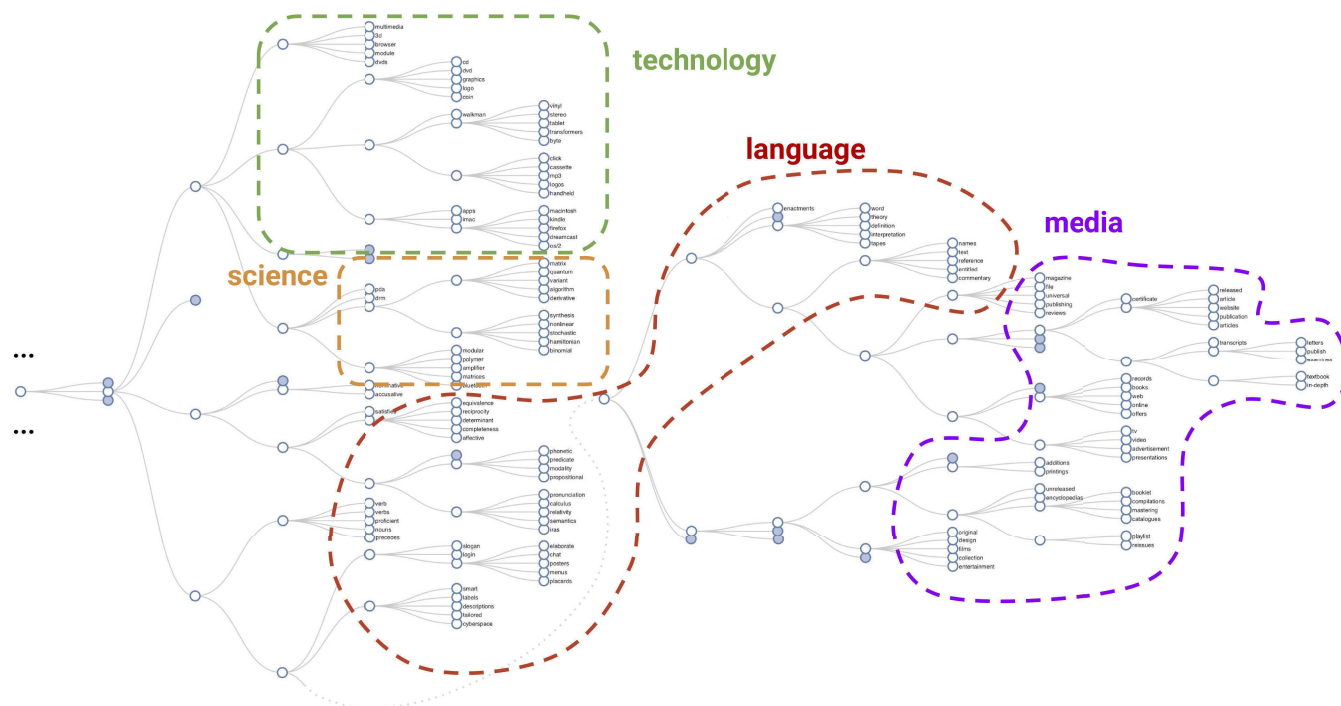 technology
multimedia
3d
browser
module
dvds
cd
dvd
graphics
logo
coin
walkman
vinyl
stereo
tablet
transformers
byte
click
cassette
mp3
logos
handheld
apps
imac
macintosh
kindle
firefox
dreamcast
os/2
science
pda
drm
matrix
quantum
variant
algorithm
derivative
synthesis
nonlinear
stochastic
hamiltonian
binomial
modular
polymer
amplifier
matrices
bluetooth
...
...
accusative
satisfies
equivalence
reciprocity
determinant
completeness
affective
phonetic
predicate
modality
propositional
pronunciation
calculus
relativity
semantics
verb
verbs
proficient
nouns
precedes
slogan
login
elaborate
chat
posters
menus
placards
smart
labels
descriptions
tailored
cyberspace
language
enactments
word
theory
definition
interpretation
tapes
names
text
reference
entitled
commentary
media
magazine
file
universal
publishing
reviews
certificate
released
article
website
publication
articles
transcripts
letters
publish
textbook
in-depth
records
books
web
online
offers
tv
video
advertisement
presentations
additions
printings
unreleased
encyclopedias
booklet
compilations
mastering
catalogues
playlist
reissues
original
design
films
collection
entertainment